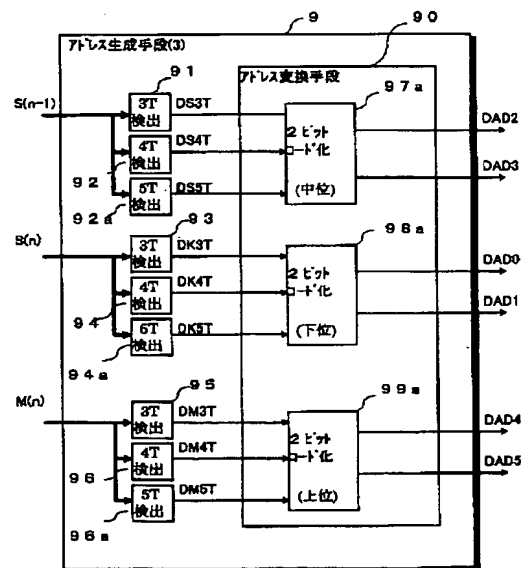 9
90
アドレス生成手段(3)
アドレス変換手段
91
97a
S(n-1)
3T
検出
DS3T
DAD2
4T
検出
DS4T
2 ビット
コード化
92
5T
検出
DS5T
(中位)
DAD3
92a
93
98a
S(n)
3T
検出
DK3T
DAD0
4T
検出
DK4T
2 ビット
コード化
94
5T
検出
DK5T
(下位)
DAD1
94a
95
99a
M(n)
3T
検出
DM3T
DAD4
4T
検出
DM4T
2 ビット
コード化
96
5T
検出
DM5T
(上位)
DAD5
96a